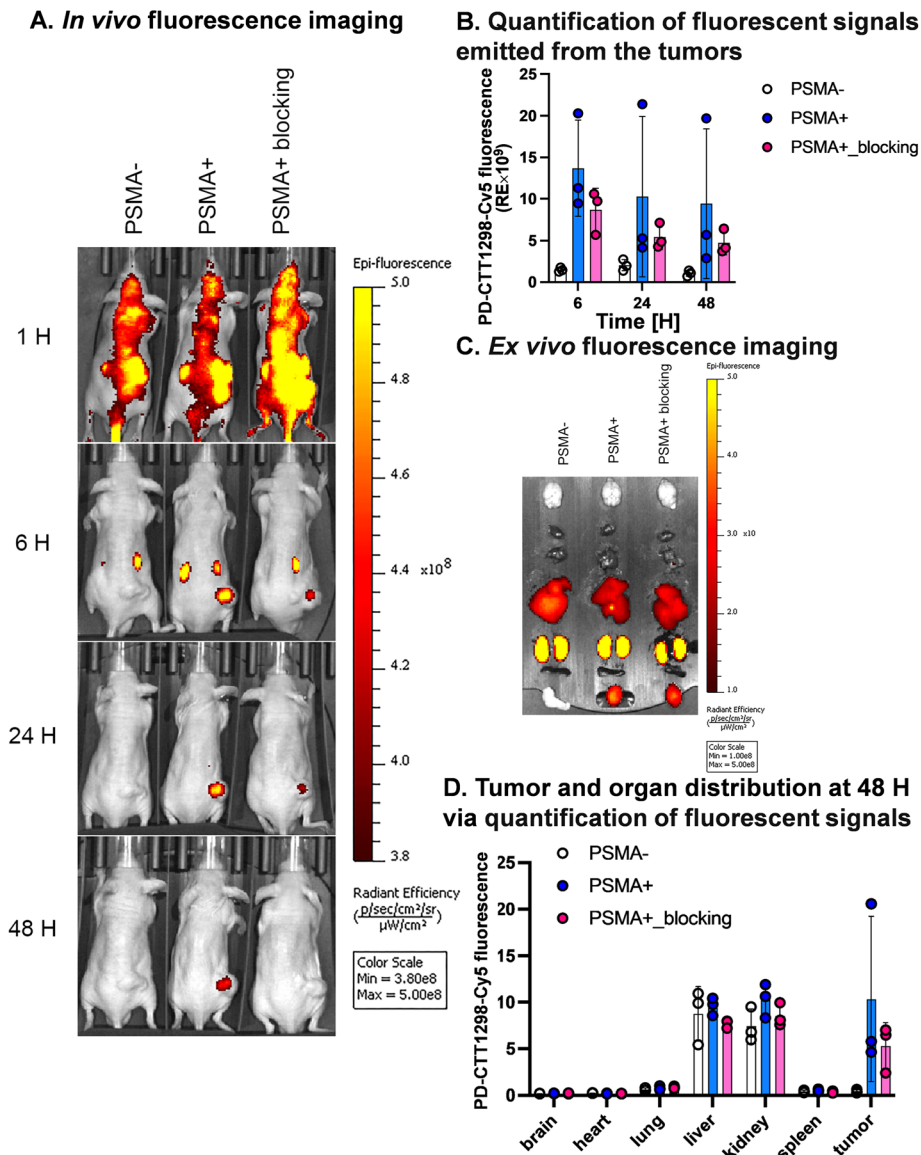 A. In vivo fluorescence imaging
PSMA-
PSMA+
PSMA+ blocking
1 H
6 H
24 H
48 H
Epi-fluorescence
5.0
4.8
4.6
4.4
x10⁸
4.2
4.0
3.8
Radiant Efficiency
(p/sec/cm²/sr
µW/cm²)
Color Scale
Min = 3.80e8
Max = 5.00e8
B. Quantification of fluorescent signals
emitted from the tumors
PD-CTT1298-Cy5 fluorescence
(RE×10⁹)
25
20
15
10
5
0
6
24
48
Time [H]
PSMA-
PSMA+
PSMA+_blocking
C. Ex vivo fluorescence imaging
PSMA-
PSMA+
PSMA+ blocking
Epi-fluorescence
5.0
4.0
3.0
x10
2.0
1.0
Radiant Efficiency
(p/sec/cm²/sr
µW/cm²)
Color Scale
Min = 1.00e8
Max = 5.00e8
D. Tumor and organ distribution at 48 H
via quantification of fluorescent signals
PD-CTT1298-Cy5 fluorescence
25
20
15
10
5
0
PSMA-
PSMA+
PSMA+_blocking
brain
heart
lung
liver
kidney
spleen
tumor